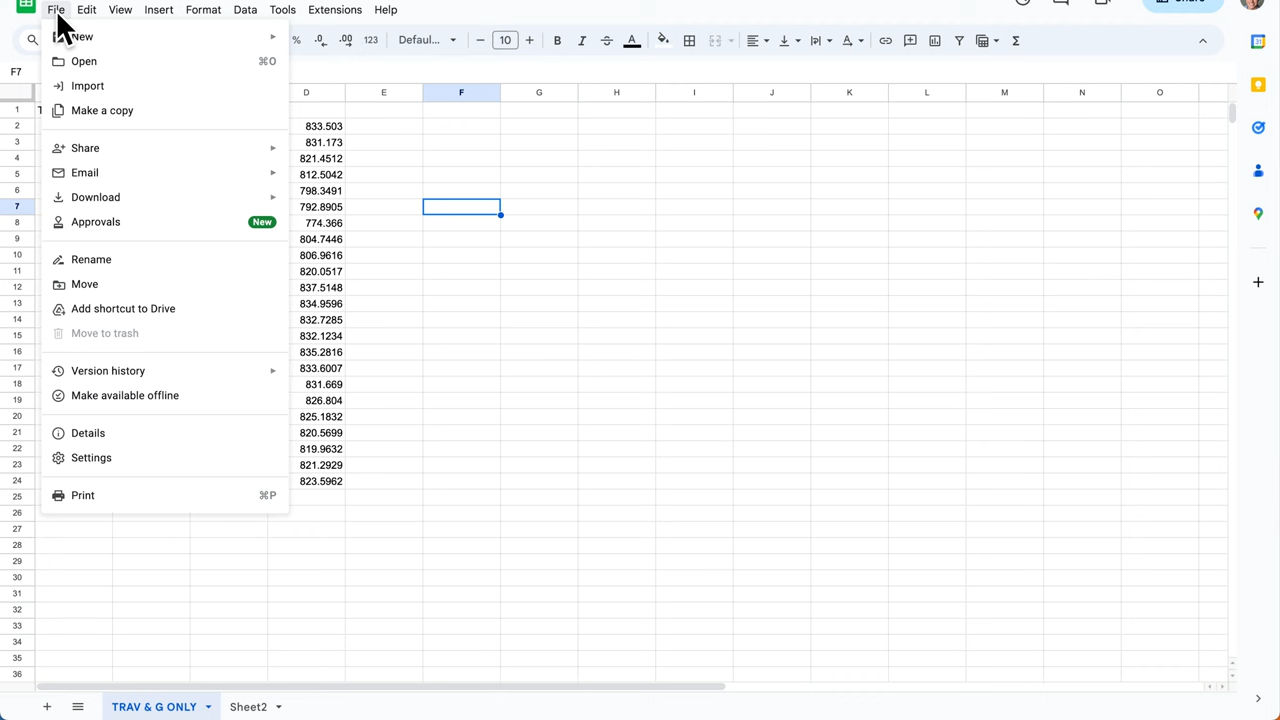 File Edit View Insert Format Data Tools Extensions Help
% .0 .00 123 Defaul... 10 B I A Σ
F7
D E F H I J K L M N O
New
Open ⌘O
Import
Make a copy
Share
Email
Download
Approvals New
Rename
Move
Add shortcut to Drive
Move to trash
Version history
Make available offline
Details
Settings
Print ⌘P
1 T
2 833.503
3 831.173
4 821.4512
5 812.5042
6 798.3491
7 792.8905
8 774.366
9 804.7446
10 806.9616
11 820.0517
12 837.5148
13 834.9596
14 832.7285
15 832.1234
16 835.2816
17 833.6007
18 831.669
19 826.804
20 825.1832
21 820.5699
22 819.9632
23 821.2929
24 823.5962
25
26
27
28
29
30
31
32
33
34
35
36
TRAV & G ONLY Sheet2